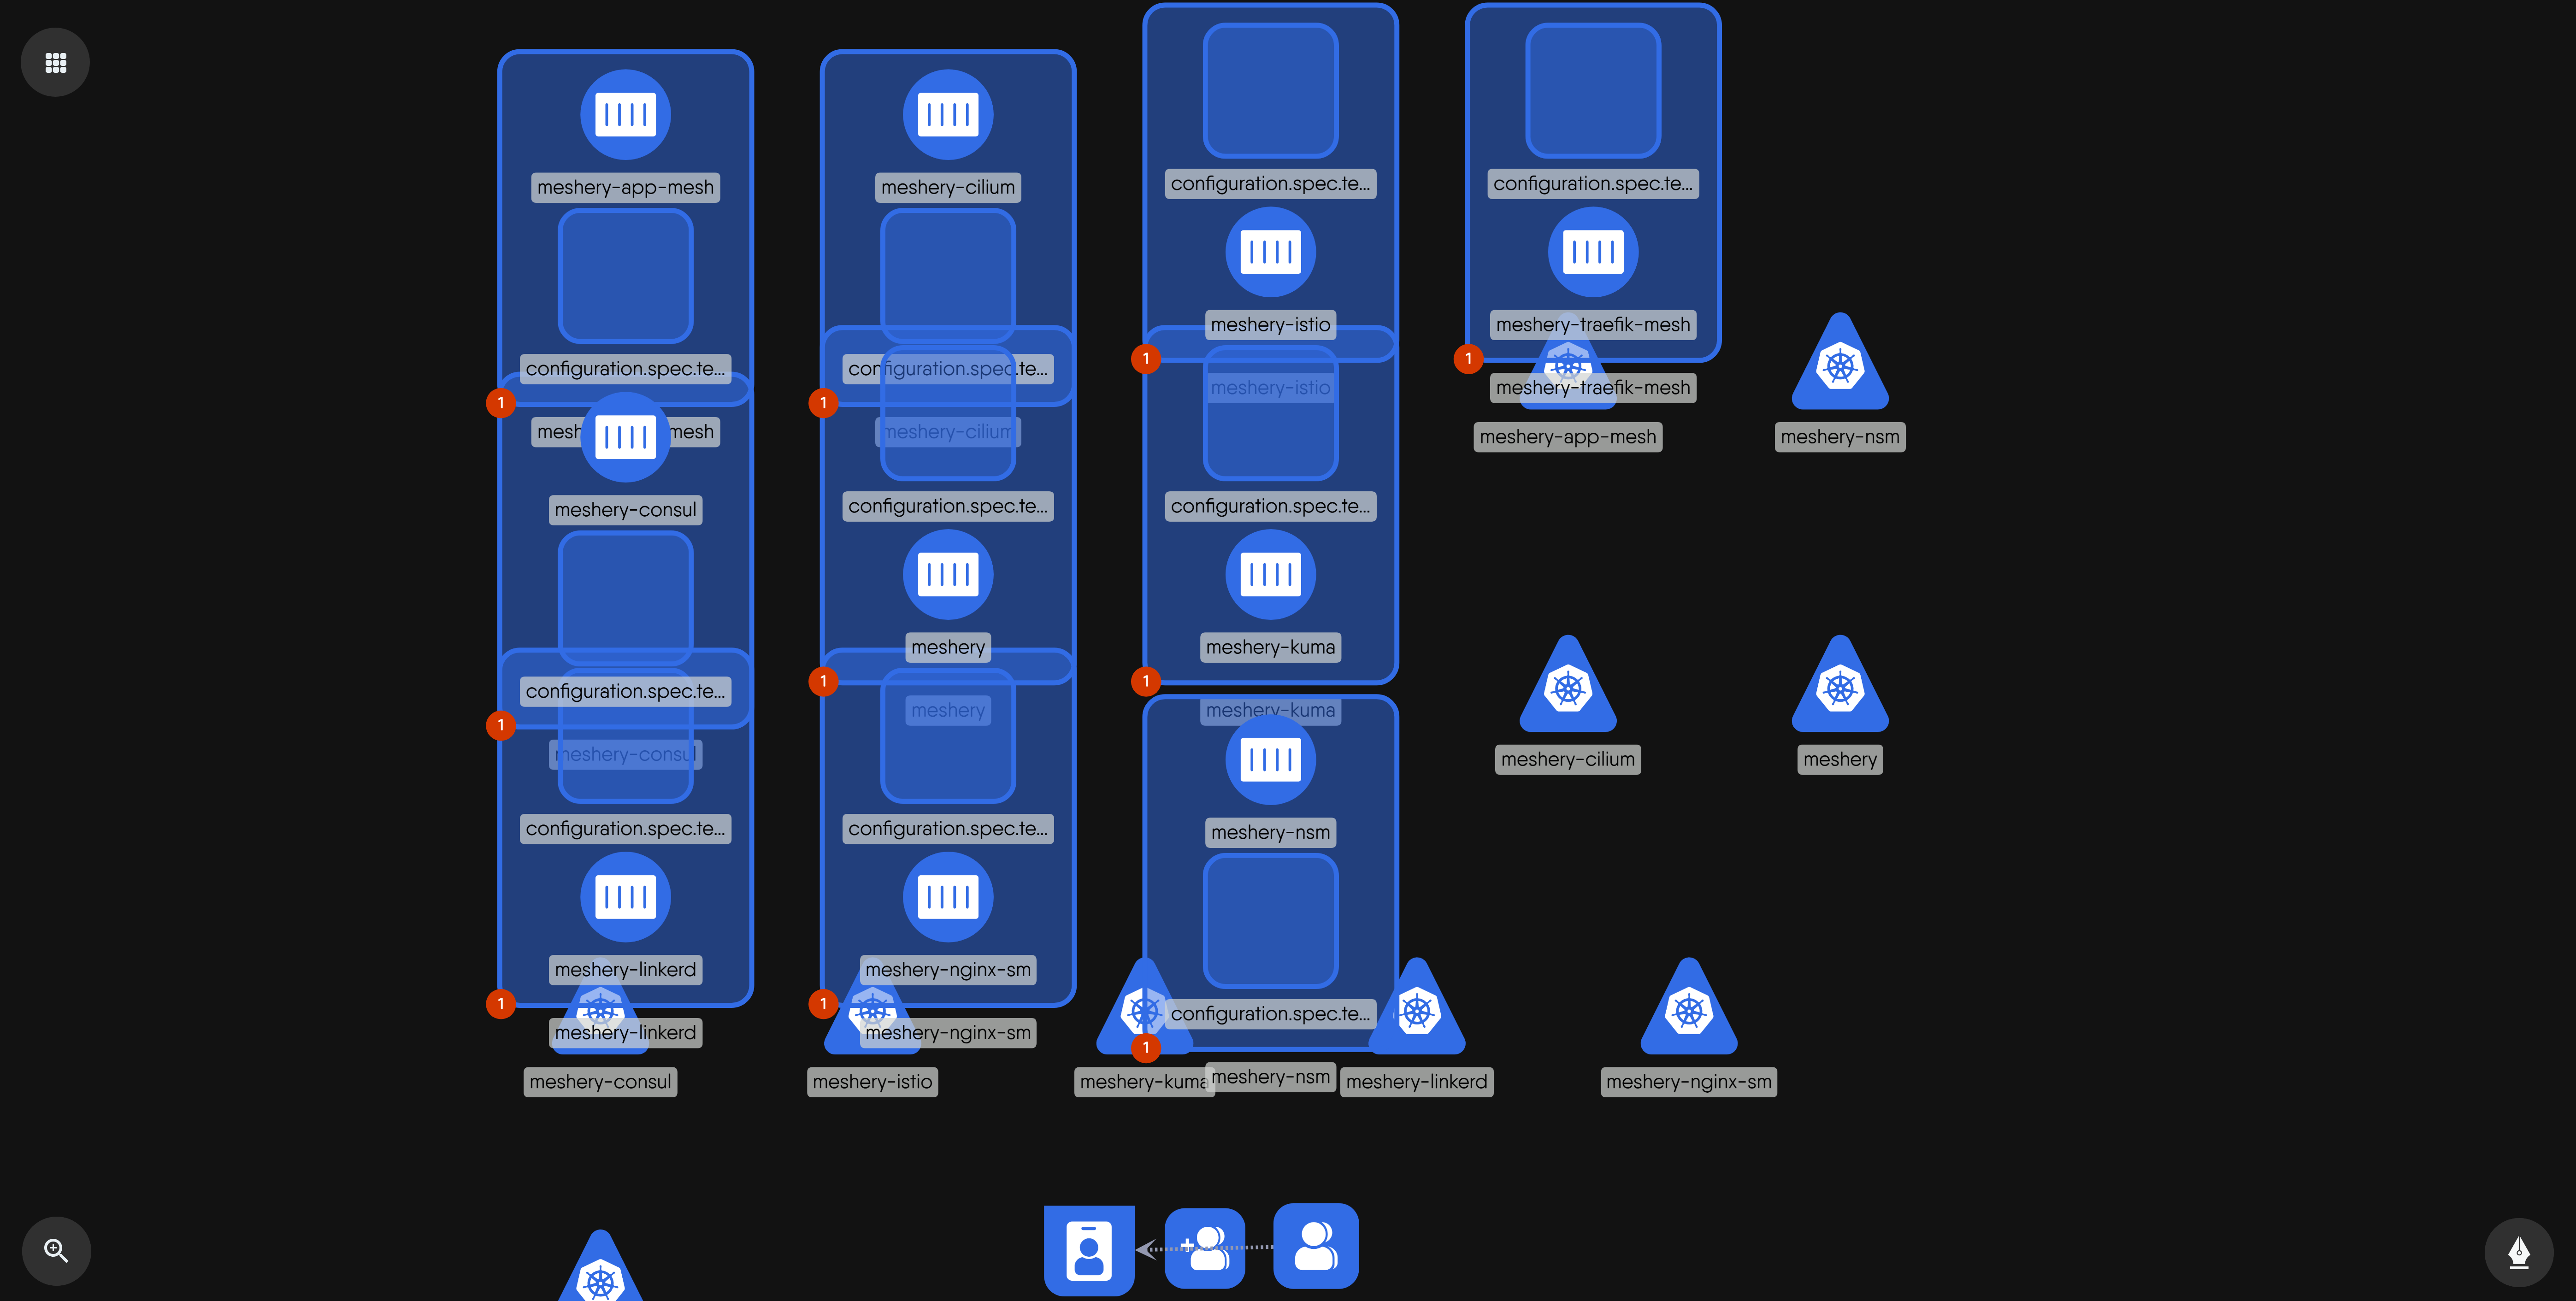 meshery-app-mesh
configuration.spec.te...
1
mesh mesh
meshery-consul
configuration.spec.te...
1
meshery-consul
configuration.spec.te...
meshery-linkerd
1
meshery-linkerd
meshery-consul
meshery-cilium
configuration.spec.te...
1
meshery-cilium
configuration.spec.te...
meshery
1
meshery
configuration.spec.te...
meshery-nginx-sm
1
meshery-nginx-sm
meshery-istio
configuration.spec.te...
meshery-istio
1
meshery-istio
configuration.spec.te...
meshery-kuma
1
meshery-kuma
meshery-nsm
configuration.spec.te...
1
meshery-kuma
meshery-nsm
meshery-linkerd
configuration.spec.te...
meshery-traefik-mesh
1
meshery-traefik-mesh
meshery-app-mesh
meshery-nsm
meshery-cilium
meshery
meshery-nginx-sm